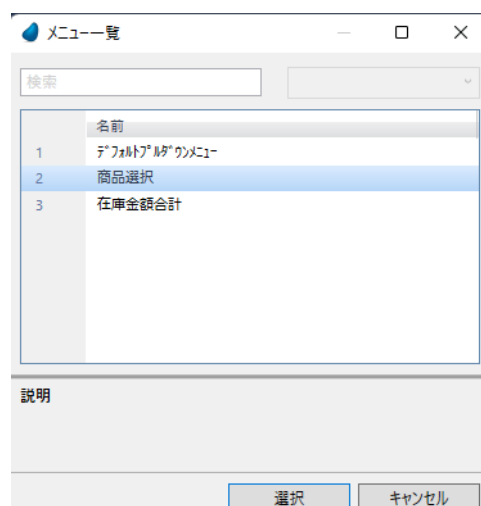 メニュー一覧
検索
名前
1 ﾃﾞﾌｫﾙﾄﾌﾟﾙﾀﾞｳﾝﾒﾆｭｰ
2 商品選択
3 在庫金額合計
説明
選択 キャンセル